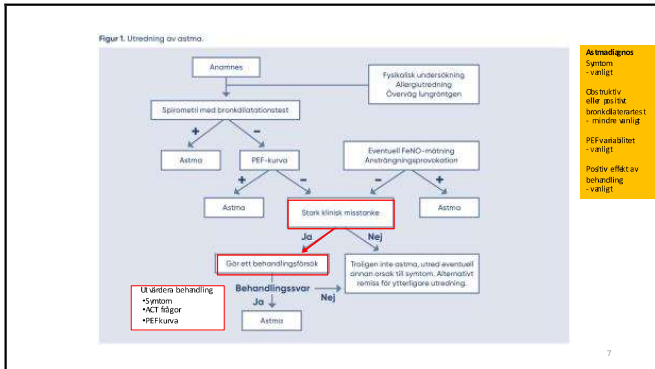 Figur 1. Utredning av astma.
Anamnes
Fysikalisk undersökning
Allergiutredning
Överväg lungröntgen
Spirometri med bronkdilatationstest
+
–
Astma
PEF-kurva
Eventuell FeNO-mätning
Ansträngningsprovokation
+
–
–
+
Astma
Stark klinisk misstanke
Astma
Ja
Nej
Gör ett behandlingsförsök
Troligen inte astma, utred eventuell
annan orsak till symtom. Alternativt
remiss för ytterligare utredning.
Behandlingssvar
Ja
Nej
Astma
Utvärdera behandling
•Symtom
•ACT frågor
•PEFkurva
Astmadiagnos
Symtom
- vanligt
Obstruktiv
eller positivt
bronkdilaterartest
- mindre vanligt
PEFvariabilitet
- vanligt
Positiv effekt av
behandling
- vanligt
7